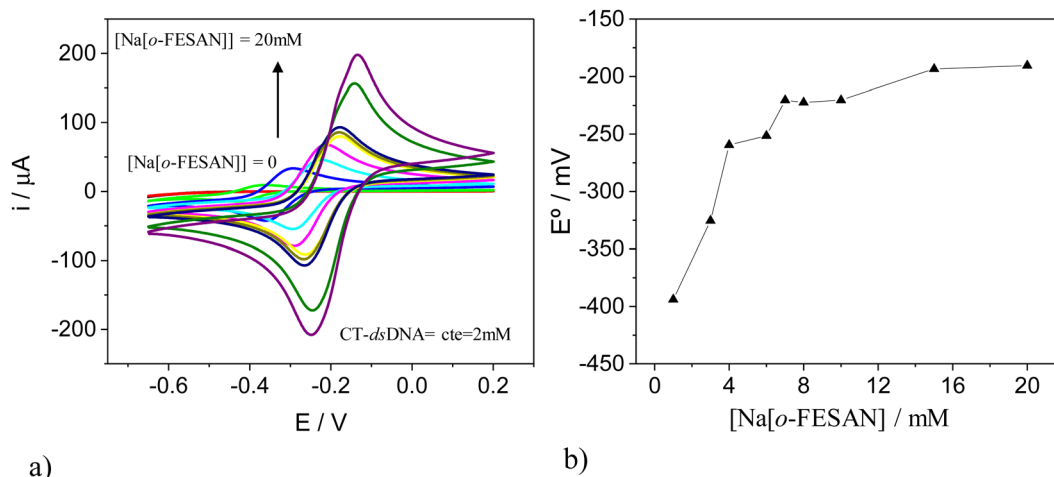 [Na[o-FESAN]] = 20mM
[Na[o-FESAN]] = 0
CT-dsDNA= cte=2mM
200
100
0
-100
-200
i / µA
-0.6
-0.4
-0.2
0.0
0.2
E / V
a)
-150
-200
-250
-300
-350
-400
-450
Eº / mV
0
4
8
12
16
20
[Na[o-FESAN] / mM
b)